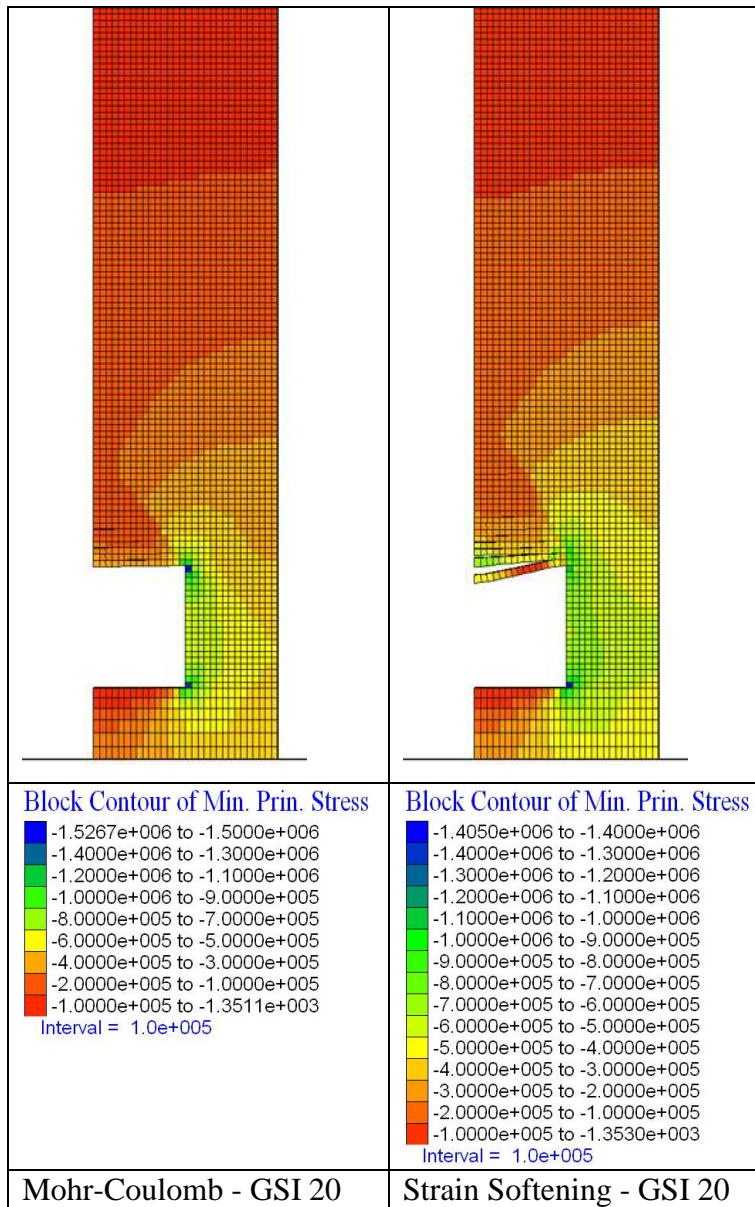 Block Contour of Min. Prin. Stress
-1.5267e+006 to -1.5000e+006
-1.4000e+006 to -1.3000e+006
-1.2000e+006 to -1.1000e+006
-1.0000e+006 to -9.0000e+005
-8.0000e+005 to -7.0000e+005
-6.0000e+005 to -5.0000e+005
-4.0000e+005 to -3.0000e+005
-2.0000e+005 to -1.0000e+005
-1.0000e+005 to -1.3511e+003
Interval = 1.0e+005
Block Contour of Min. Prin. Stress
-1.4050e+006 to -1.4000e+006
-1.4000e+006 to -1.3000e+006
-1.3000e+006 to -1.2000e+006
-1.2000e+006 to -1.1000e+006
-1.1000e+006 to -1.0000e+006
-1.0000e+006 to -9.0000e+005
-9.0000e+005 to -8.0000e+005
-8.0000e+005 to -7.0000e+005
-7.0000e+005 to -6.0000e+005
-6.0000e+005 to -5.0000e+005
-5.0000e+005 to -4.0000e+005
-4.0000e+005 to -3.0000e+005
-3.0000e+005 to -2.0000e+005
-2.0000e+005 to -1.0000e+005
-1.0000e+005 to -1.3530e+003
Interval = 1.0e+005
Mohr-Coulomb - GSI 20
Strain Softening - GSI 20